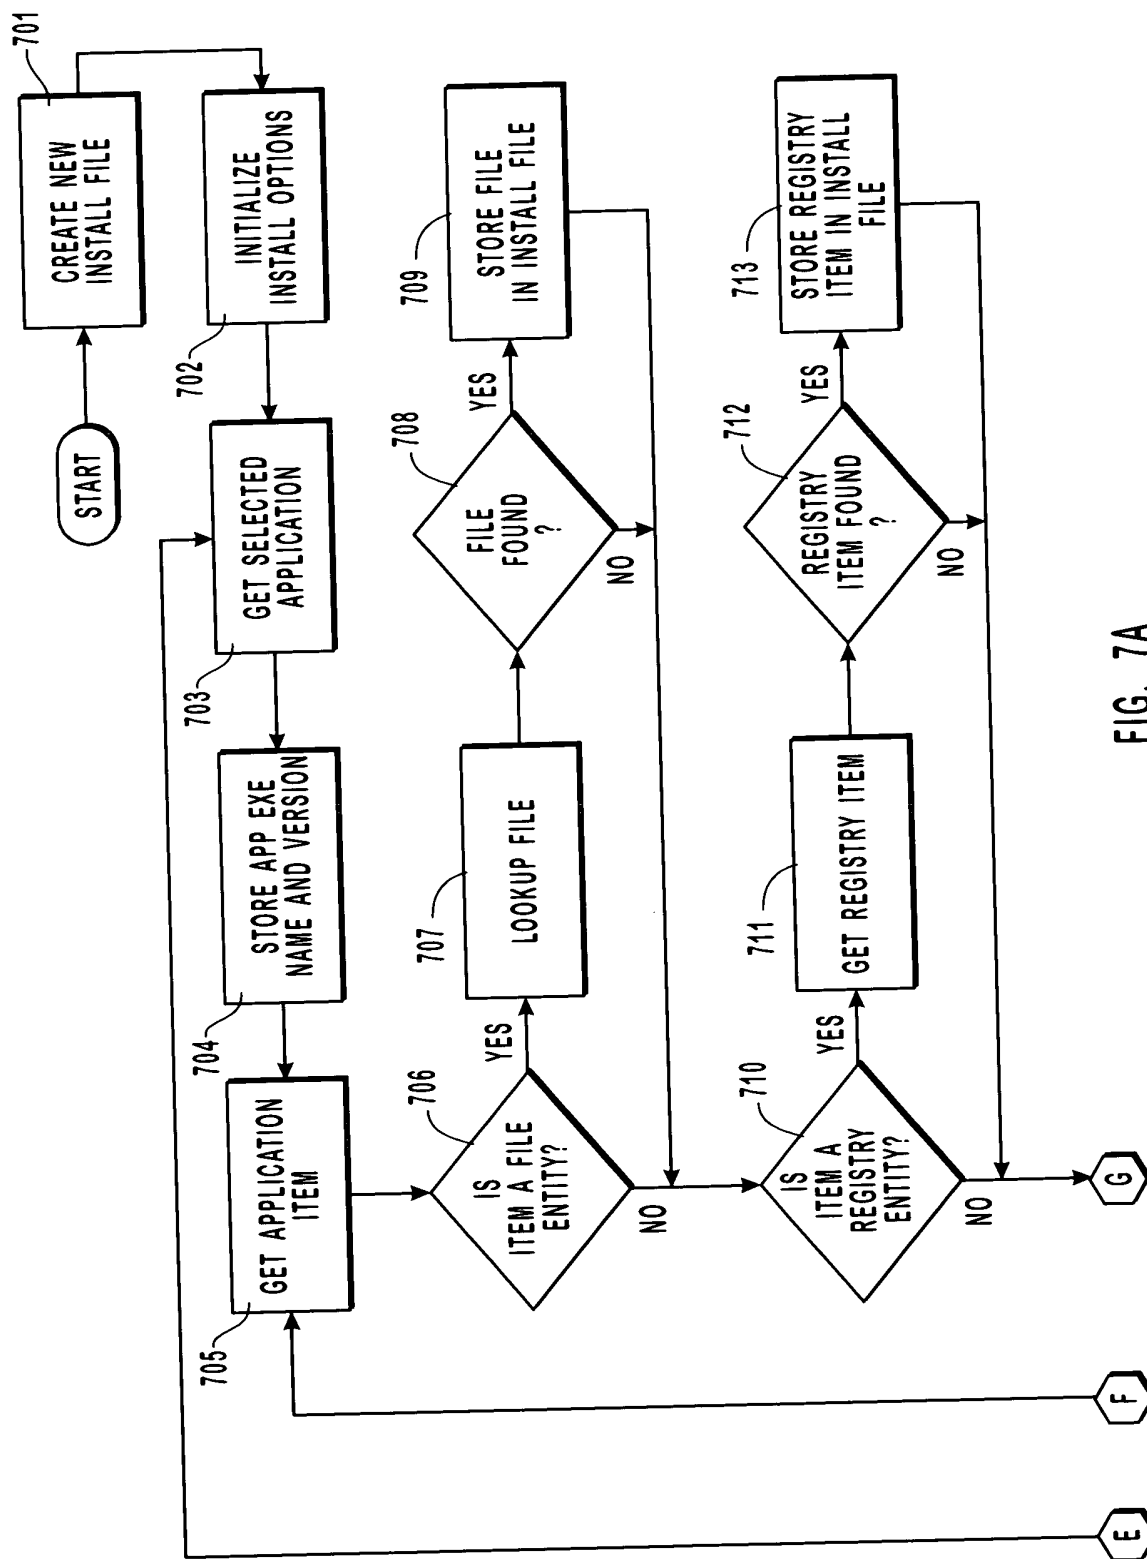 701
CREATE NEW
INSTALL FILE
START
INITIALIZE
INSTALL OPTIONS
702
GET SELECTED
APPLICATION
703
STORE APP EXE
NAME AND VERSION
704
GET APPLICATION
ITEM
705
706
IS
ITEM A FILE
ENTITY?
YES
NO
707
LOOKUP FILE
708
FILE
FOUND
?
YES
NO
709
STORE FILE
IN INSTALL FILE
710
IS
ITEM A
REGISTRY
ENTITY?
YES
NO
711
GET REGISTRY ITEM
712
REGISTRY
ITEM FOUND
?
YES
NO
713
STORE REGISTRY
ITEM IN INSTALL
FILE
E
F
G
FIG. 7A